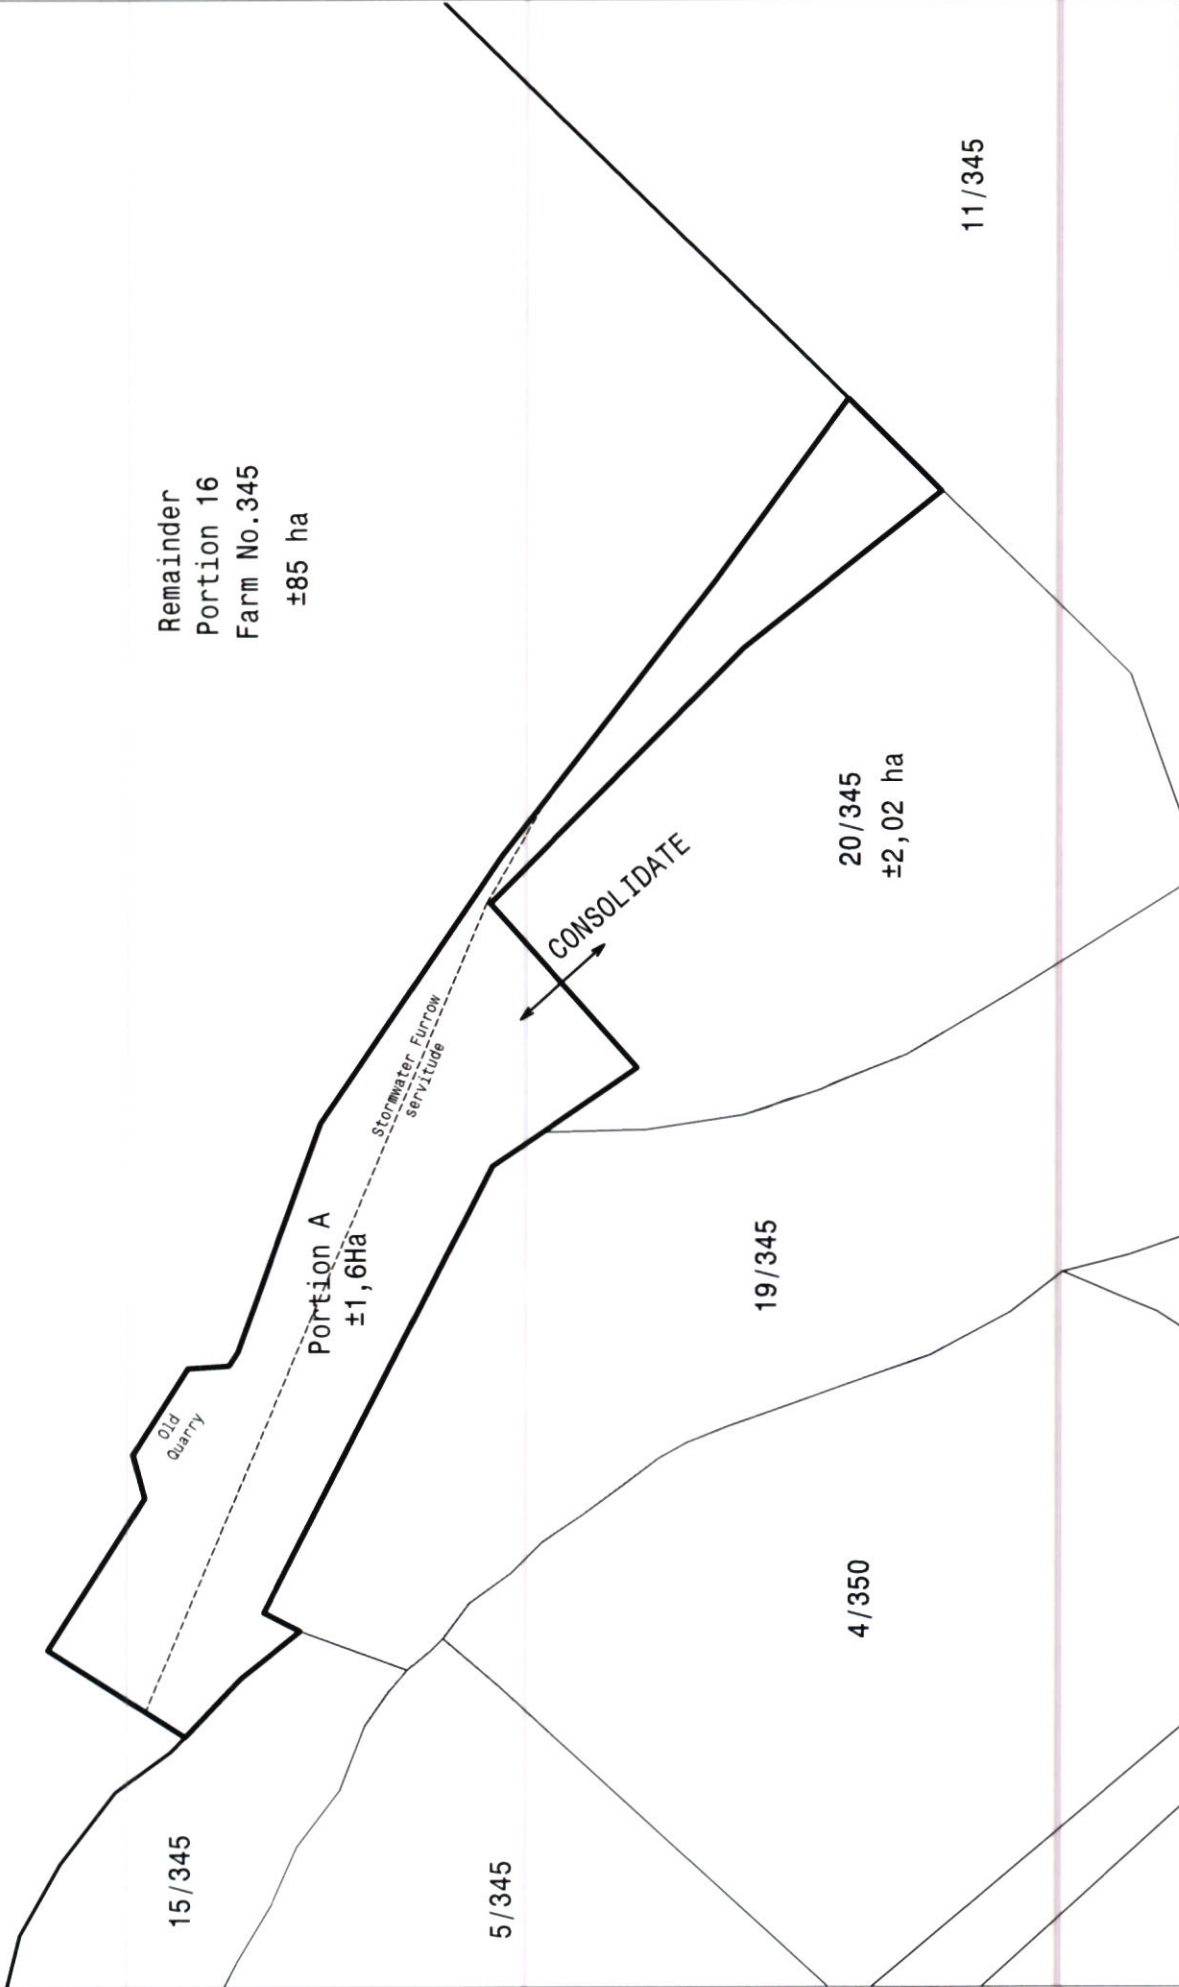 Remainder
Portion 16
Farm No.345
±85 ha
11/345
20/345
±2,02 ha
CONSOLIDATE
Stormwater Furrow
servitude
Portion A
±1,6Ha
Old
Quarry
19/345
4/350
15/345
5/345